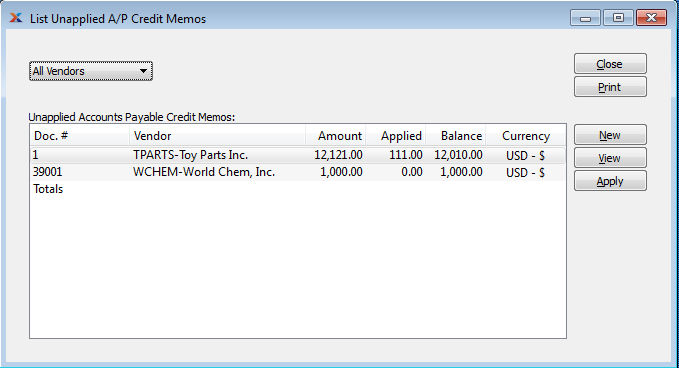 List Unapplied A/P Credit Memos
All Vendors
Close
Print
Unapplied Accounts Payable Credit Memos:
Doc. # Vendor Amount Applied Balance Currency
1 TPARTS-Toy Parts Inc. 12,121.00 111.00 12,010.00 USD - $
39001 WCHEM-World Chem, Inc. 1,000.00 0.00 1,000.00 USD - $
Totals
New
View
Apply